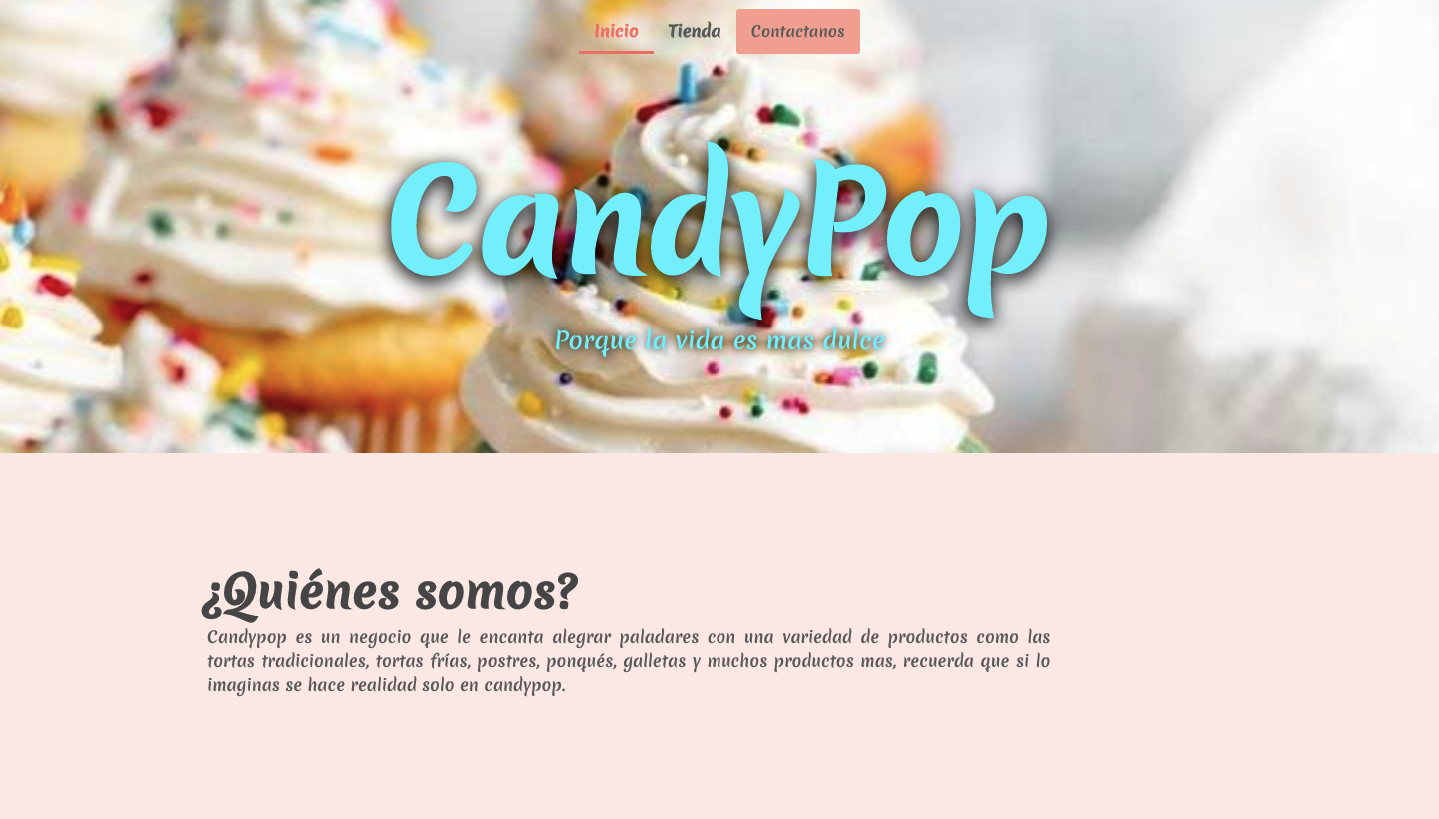 Inicio Tienda Contactanos
CandyPop
Porque la vida es mas dulce
¿Quiénes somos?
Candypop es un negocio que le encanta alegrar paladares con una variedad de productos como las
tortas tradicionales, tortas frías, postres, ponqués, galletas y muchos productos mas, recuerda que si lo
imaginas se hace realidad solo en candypop.